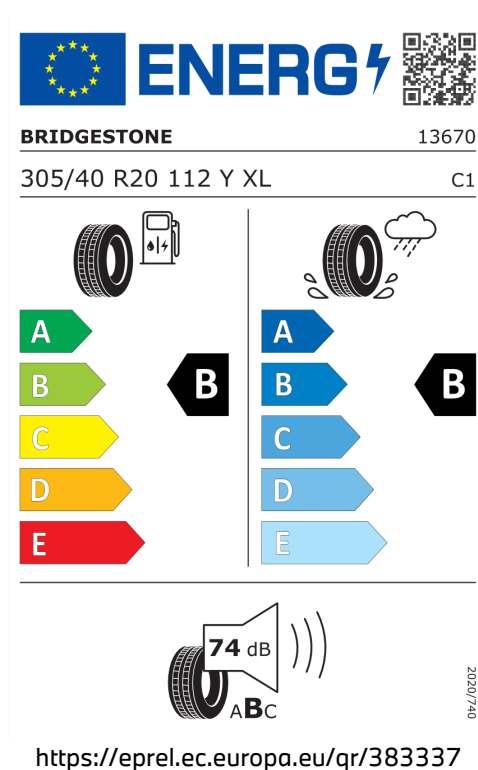 ENERG
BRIDGESTONE 13670
305/40 R20 112 Y XL C1
A
B
C
D
E
B
A
B
C
D
E
B
74 dB
ABC
2020/740
https://eprel.ec.europa.eu/qr/383337